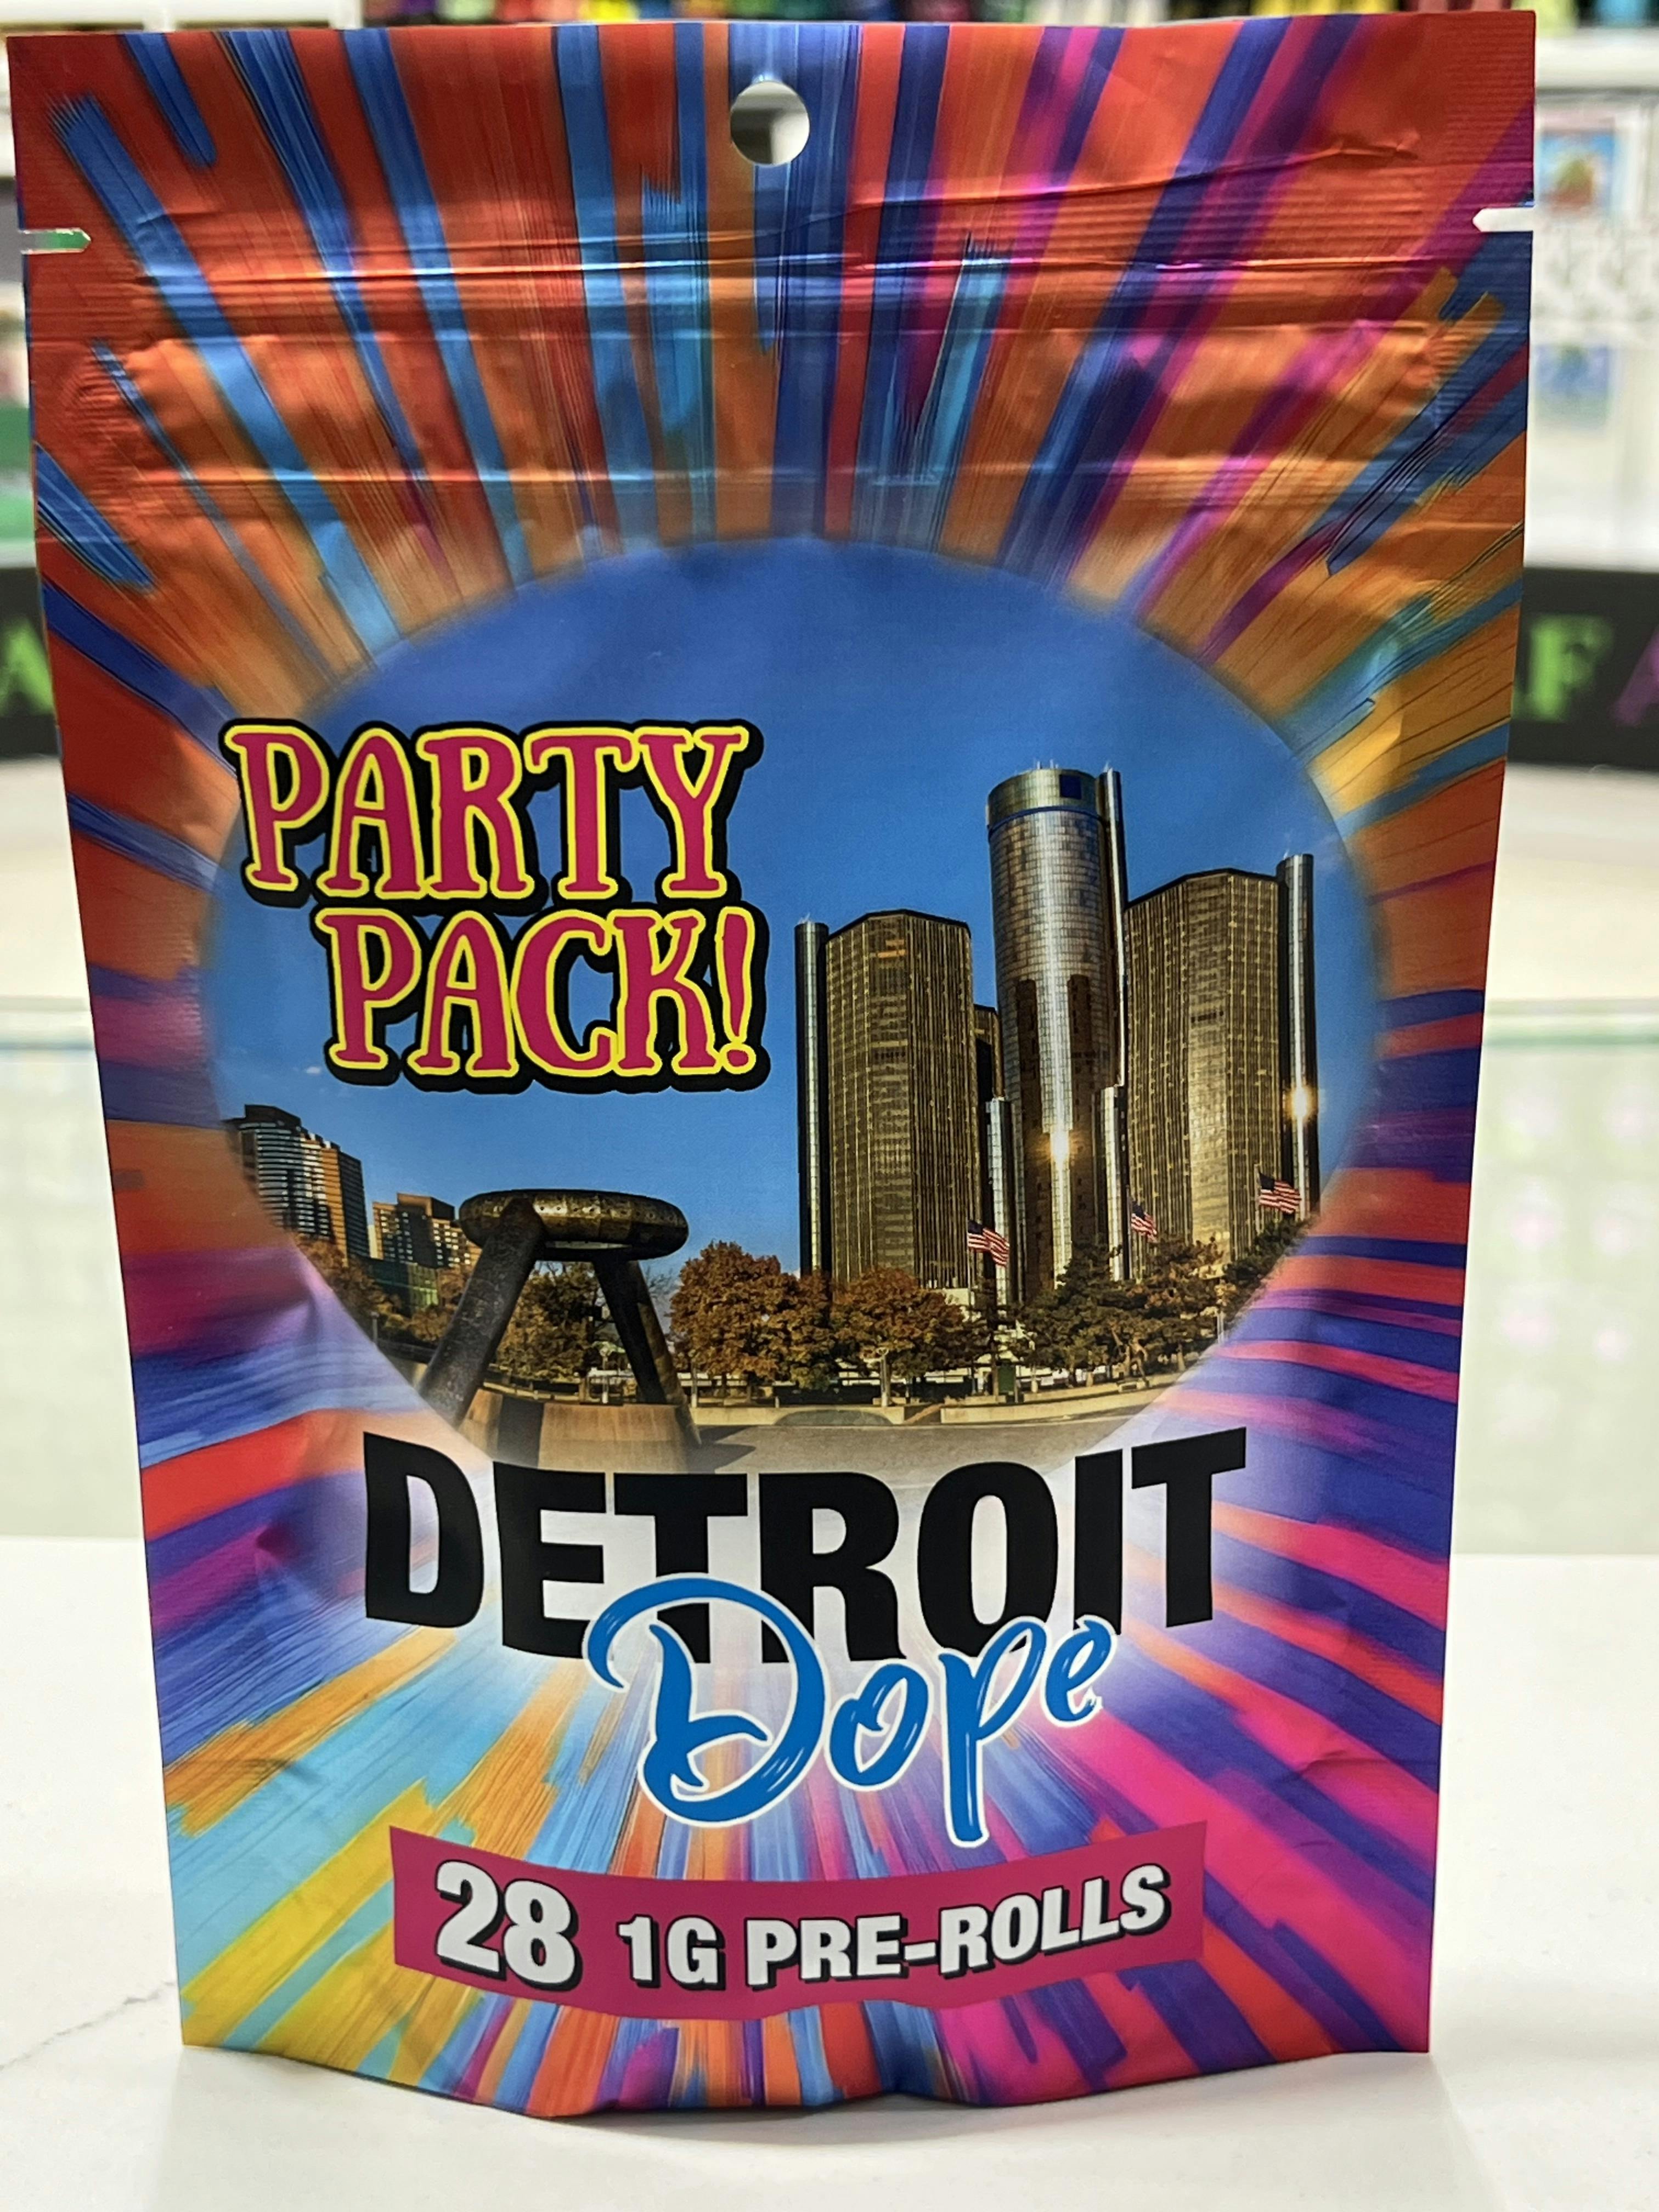 PARTY
PACK!
DETROIT
Dope
28 1G PRE-ROLLS